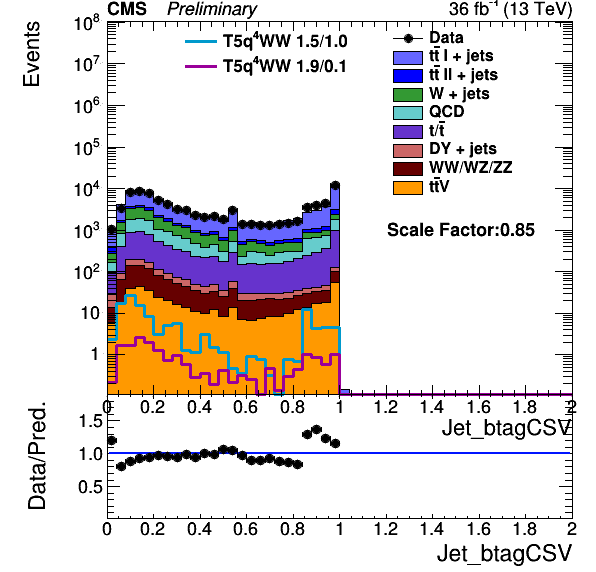 CMS Preliminary 36 fb⁻¹ (13 TeV)
Events
10⁸
10⁷
10⁶
10⁵
10⁴
10³
10²
10
1
T5q⁴WW 1.5/1.0
T5q⁴WW 1.9/0.1
Data
tt̄ l + jets
tt̄ ll + jets
W + jets
QCD
t/t̄
DY + jets
WW/WZ/ZZ
tt̄V
Scale Factor:0.85
0 0.2 0.4 0.6 0.8 1 1.2 1.4 1.6 1.8 2
Jet_btagCSV
Data/Pred.
1.5
1.0
0.5
0 0.2 0.4 0.6 0.8 1 1.2 1.4 1.6 1.8 2
Jet_btagCSV